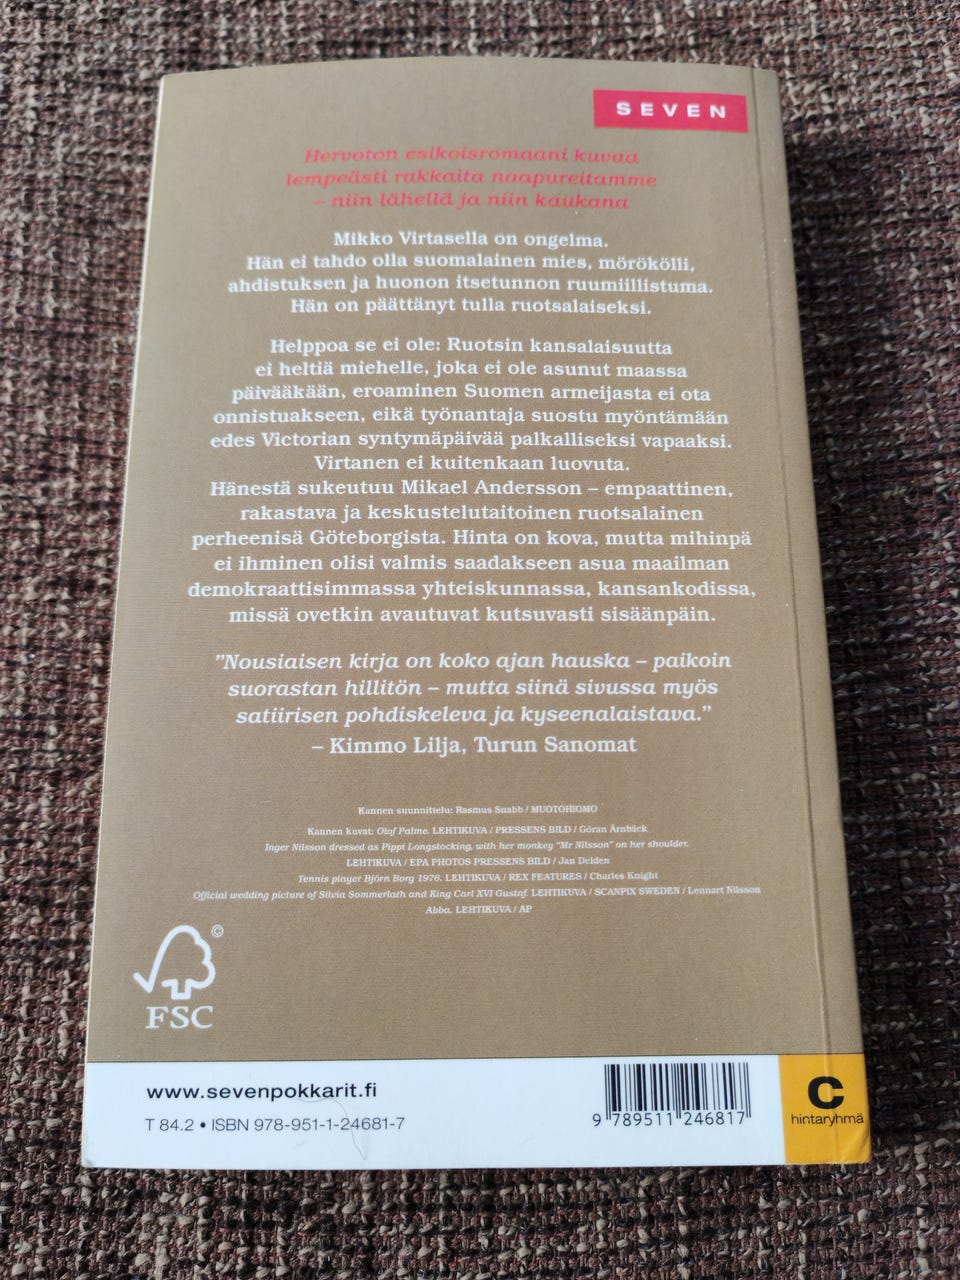 SEVEN
Hervoton esikoisromaani kuvaa
lempeästi rakkaita naapureitamme
– niin lähellä ja niin kaukana
Mikko Virtasella on ongelma.
Hän ei tahdo olla suomalainen mies, mörökölli,
ahdistuksen ja huonon itsetunnon ruumiillistuma.
Hän on päättänyt tulla ruotsalaiseksi.
Helppoa se ei ole: Ruotsin kansalaisuutta
ei heltiä miehelle, joka ei ole asunut maassa
päivääkään, eroaminen Suomen armeijasta ei ota
onnistuakseen, eikä työnantaja suostu myöntämään
edes Victorian syntymäpäivää palkalliseksi vapaaksi.
Virtanen ei kuitenkaan luovuta.
Hänestä sukeutuu Mikael Andersson – empaattinen,
rakastava ja keskustelutaitoinen ruotsalainen
perheenisä Göteborgista. Hinta on kova, mutta mihinpä
ei ihminen olisi valmis saadakseen asua maailman
demokraattisimmassa yhteiskunnassa, kansankodissa,
missä ovetkin avautuvat kutsuvasti sisäänpäin.
”Nousiaisen kirja on koko ajan hauska – paikoin
suorastan hillitön – mutta siinä sivussa myös
satiirisen pohdiskeleva ja kyseenalaistava.”
– Kimmo Lilja, Turun Sanomat
Kannen suunnittelu: Rasmus Snabb / MUOTOHIOMO
Kannen kuvat: Olof Palme. LEHTIKUVA / PRESSENS BILD / Göran Ärnbäck
Inger Nilsson dressed as Pippi Longstocking, with her monkey "Mr Nilsson" on her shoulder.
LEHTIKUVA / EPA PHOTOS PRESSENS BILD / Jan Delden
Tennis player Björn Borg 1976. LEHTIKUVA / REX FEATURES / Charles Knight
Official wedding picture of Silvia Sommerlath and King Carl XVI Gustaf. LEHTIKUVA / SCANPIX SWEDEN / Lennart Nilsson
Abba. LEHTIKUVA / AP
©
FSC
www.sevenpokkarit.fi
T 84.2 • ISBN 978-951-1-24681-7
9 789511 246817
C
hintaryhmä